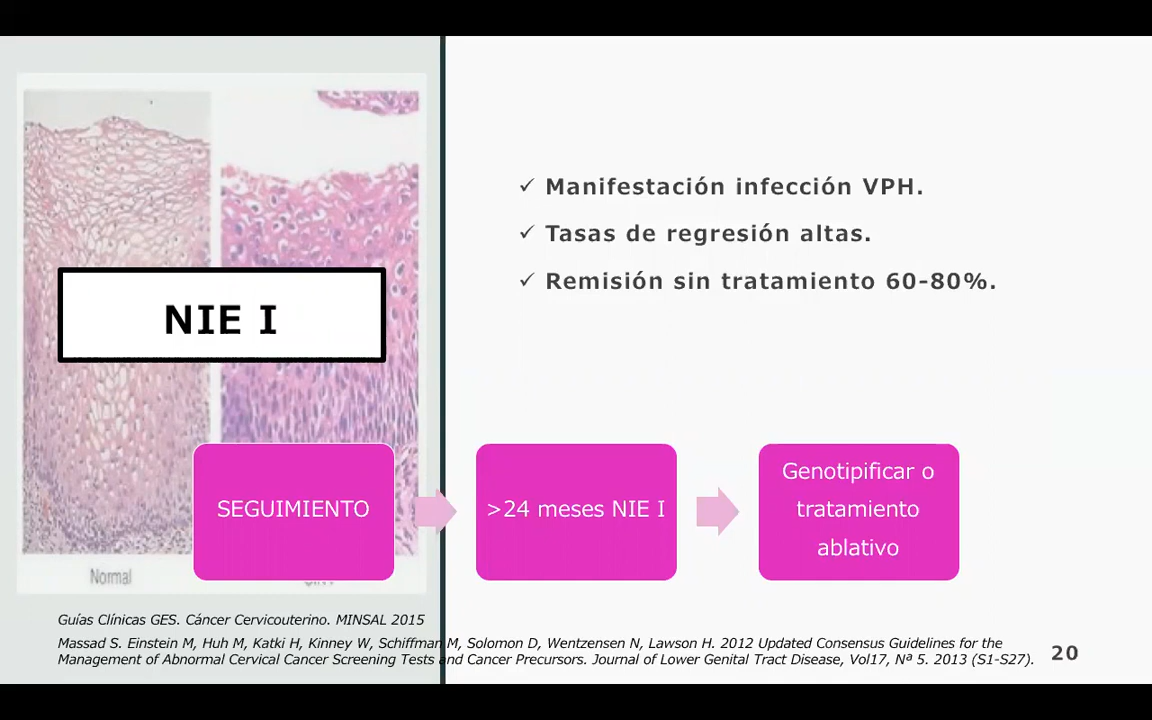 Manifestación infección VPH.
Tasas de regresión altas.
Remisión sin tratamiento 60-80%.
NIE I
SEGUIMIENTO
>24 meses NIE I
Genotipificar o
tratamiento
ablativo
Normal
Guías Clínicas GES. Cáncer Cervicouterino. MINSAL 2015
Massad S. Einstein M, Huh M, Katki H, Kinney W, Schiffman M, Solomon D, Wentzensen N, Lawson H. 2012 Updated Consensus Guidelines for the
Management of Abnormal Cervical Cancer Screening Tests and Cancer Precursors. Journal of Lower Genital Tract Disease, Vol17, Nª 5. 2013 (S1-S27).
20